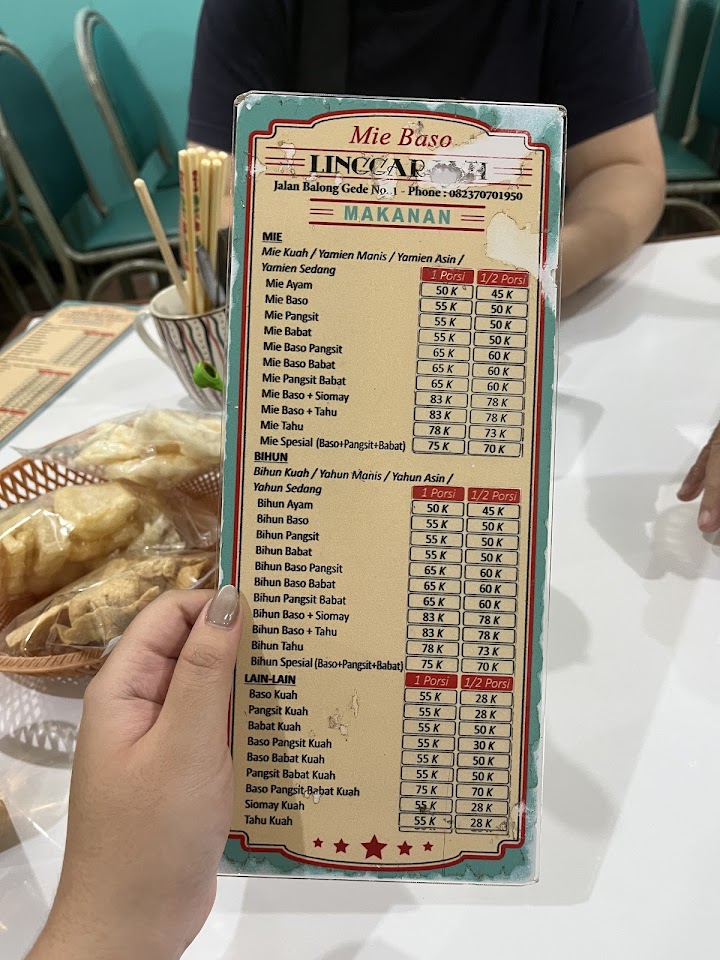 Mie Baso
Jalan Balong Gede No. 1 - Phone : 082370701950
MAKANAN
MIE
Mie Kuah / Yamien Manis / Yamien Asin /
Yamien Sedang 1 Porsi 1/2 Porsi
Mie Ayam 50 K 45 K
Mie Baso 55 K 50 K
Mie Pangsit 55 K 50 K
Mie Babat 55 K 50 K
Mie Baso Pangsit 65 K 60 K
Mie Baso Babat 65 K 60 K
Mie Pangsit Babat 65 K 60 K
Mie Baso + Siomay 83 K 78 K
Mie Baso + Tahu 83 K 78 K
Mie Tahu 78 K 73 K
Mie Spesial (Baso+Pangsit+Babat) 75 K 70 K
BIHUN
Bihun Kuah / Yahun Manis / Yahun Asin /
Yahun Sedang 1 Porsi 1/2 Porsi
Bihun Ayam 50 K 45 K
Bihun Baso 55 K 50 K
Bihun Pangsit 55 K 50 K
Bihun Babat 55 K 50 K
Bihun Baso Pangsit 65 K 60 K
Bihun Baso Babat 65 K 60 K
Bihun Pangsit Babat 65 K 60 K
Bihun Baso + Siomay 83 K 78 K
Bihun Baso + Tahu 83 K 78 K
Bihun Tahu 78 K 73 K
Bihun Spesial (Baso+Pangsit+Babat) 75 K 70 K
LAIN-LAIN 1 Porsi 1/2 Porsi
Baso Kuah 55 K 28 K
Pangsit Kuah 55 K 28 K
Babat Kuah 55 K 50 K
Baso Pangsit Kuah 55 K 30 K
Baso Babat Kuah 55 K 50 K
Pangsit Babat Kuah 55 K 50 K
Baso Pangsit Babat Kuah 75 K 70 K
Siomay Kuah 55 K 28 K
Tahu Kuah 55 K 28 K